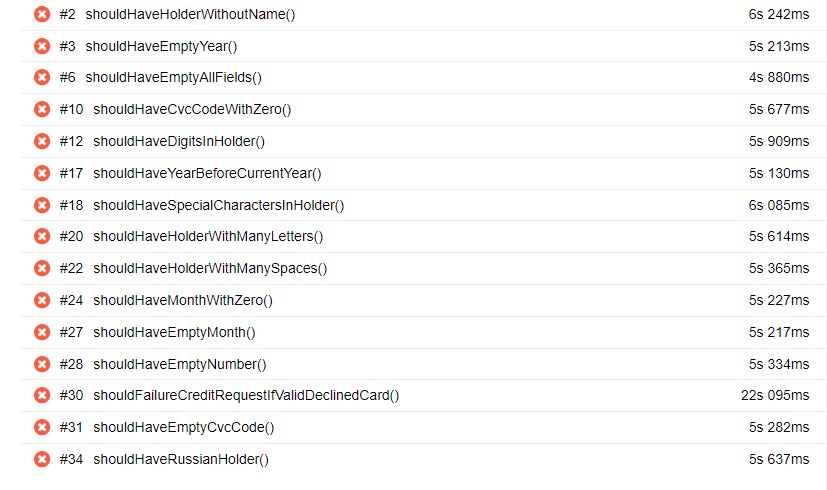 #2 shouldHaveHolderWithoutName() 6s 242ms
#3 shouldHaveEmptyYear() 5s 213ms
#6 shouldHaveEmptyAllFields() 4s 880ms
#10 shouldHaveCvcCodeWithZero() 5s 677ms
#12 shouldHaveDigitsInHolder() 5s 909ms
#17 shouldHaveYearBeforeCurrentYear() 5s 130ms
#18 shouldHaveSpecialCharactersInHolder() 6s 085ms
#20 shouldHaveHolderWithManyLetters() 5s 614ms
#22 shouldHaveHolderWithManySpaces() 5s 365ms
#24 shouldHaveMonthWithZero() 5s 227ms
#27 shouldHaveEmptyMonth() 5s 217ms
#28 shouldHaveEmptyNumber() 5s 334ms
#30 shouldFailureCreditRequestIfValidDeclinedCard() 22s 095ms
#31 shouldHaveEmptyCvcCode() 5s 282ms
#34 shouldHaveRussianHolder() 5s 637ms